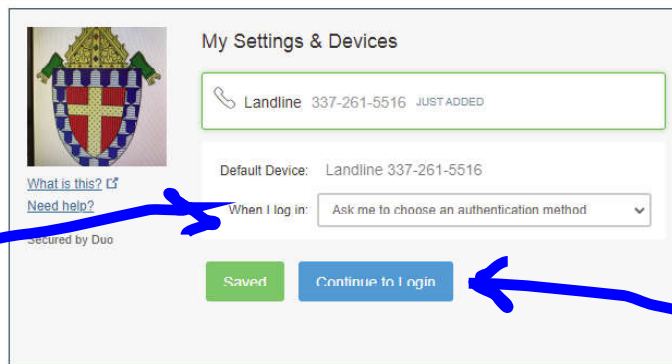 My Settings & Devices
Landline 337-261-5516 JUST ADDED
What is this?
Need help?
Secured by Duo
Default Device: Landline 337-261-5516
When I log in: Ask me to choose an authentication method
Saved Continue to Login